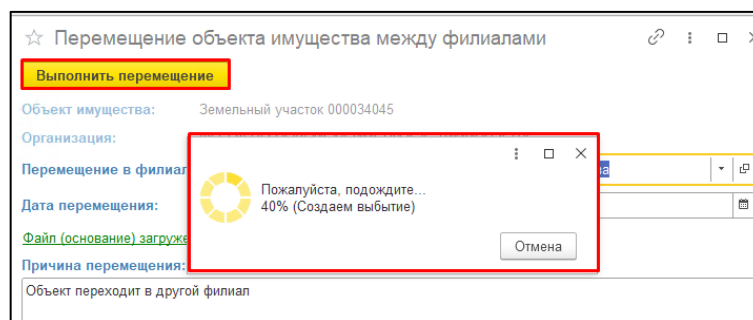 Перемещение объекта имущества между филиалами
Выполнить перемещение
Объект имущества: Земельный участок 000034045
Организация:
Перемещение в филиал
Дата перемещения:
Файл (основание) загруже
Причина перемещения:
Объект переходит в другой филиал
Пожалуйста, подождите...
40% (Создаем выбытие)
Отмена